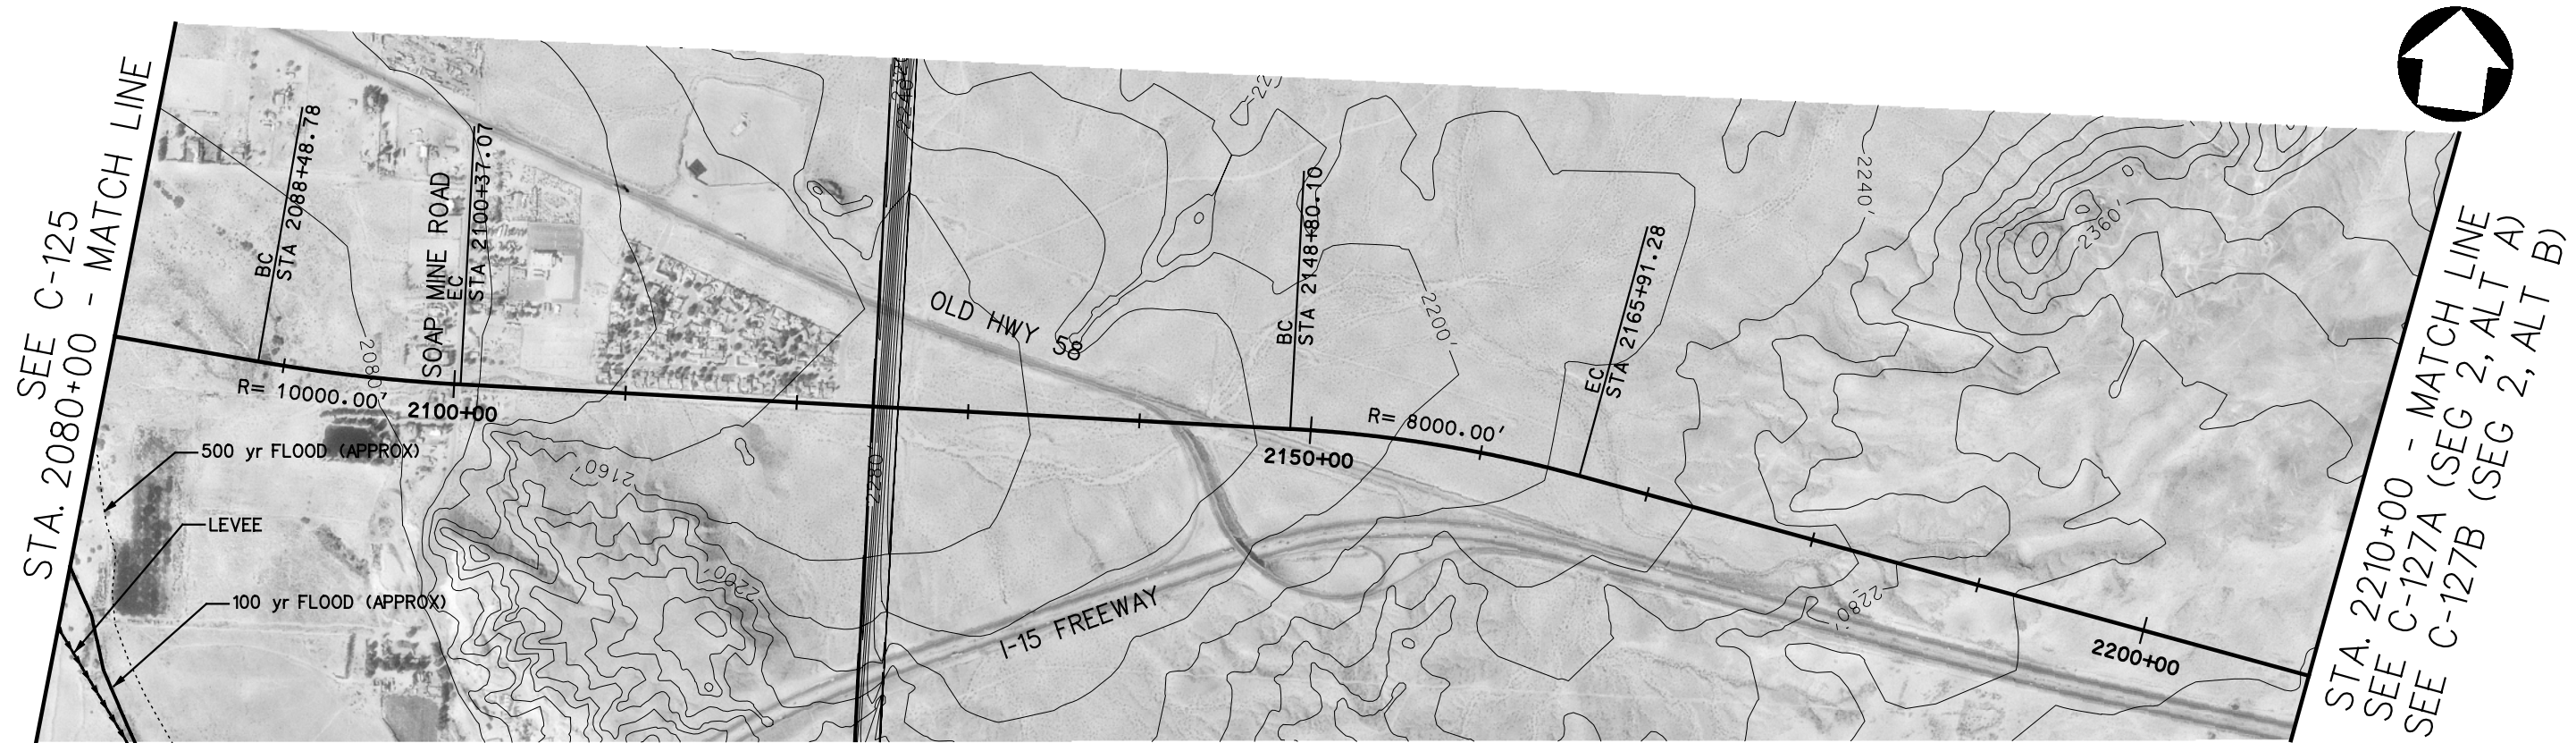 SEE C-125
STA. 2080+00 - MATCH LINE
BC
STA 2088+48.78
SOAP MINE ROAD
EC
STA 2100+37.07
2080'
R= 10000.00'
2100+00
500 yr FLOOD (APPROX)
LEVEE
100 yr FLOOD (APPROX)
2160'
2200'
2240'
2280'
OLD HWY 58
I-15 FREEWAY
BC
STA 2148+80.10
2150+00
R= 8000.00'
2200'
EC
STA 2165+91.28
2240'
2360'
2280'
2200+00
STA. 2210+00 - MATCH LINE
SEE C-127A (SEG 2, ALT A)
SEE C-127B (SEG 2, ALT B)